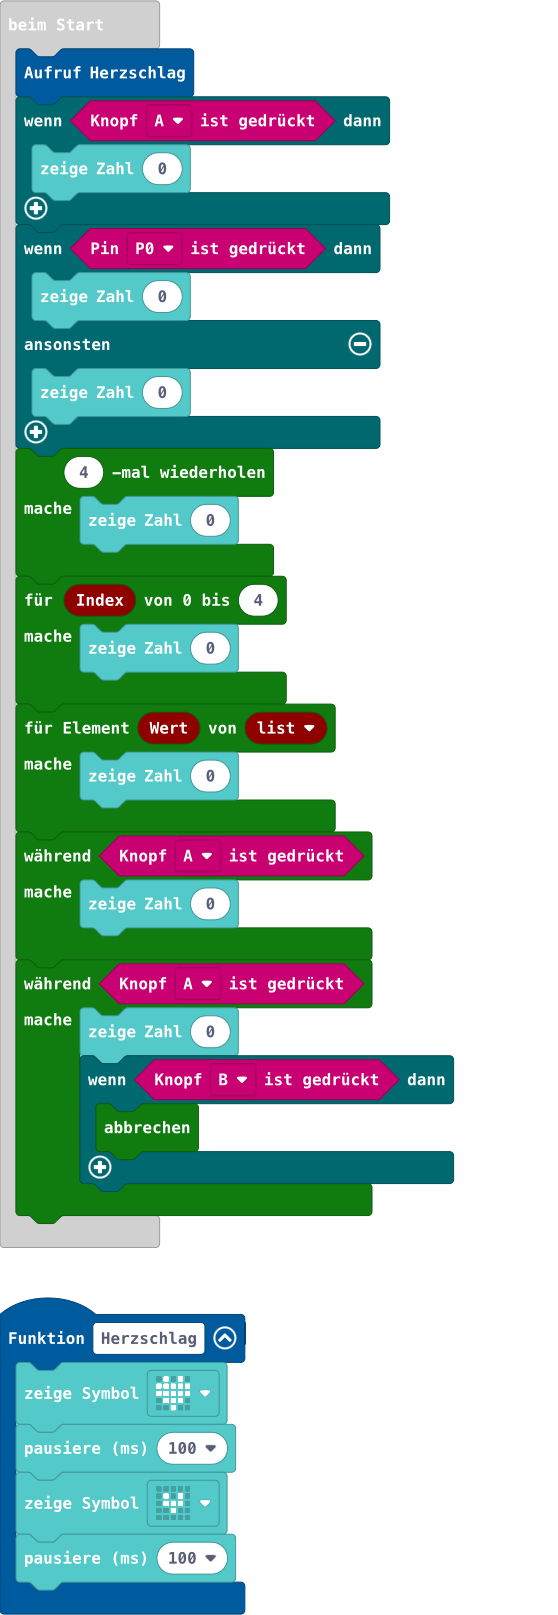 beim Start
Aufruf Herzschlag
wenn Knopf A ist gedrückt dann
zeige Zahl 0
wenn Pin P0 ist gedrückt dann
zeige Zahl 0
ansonsten
zeige Zahl 0
4 -mal wiederholen
mache zeige Zahl 0
für Index von 0 bis 4
mache zeige Zahl 0
für Element Wert von list
mache zeige Zahl 0
während Knopf A ist gedrückt
mache zeige Zahl 0
während Knopf A ist gedrückt
mache zeige Zahl 0
wenn Knopf B ist gedrückt dann
abbrechen
Funktion Herzschlag
zeige Symbol
pausiere (ms) 100
zeige Symbol
pausiere (ms) 100